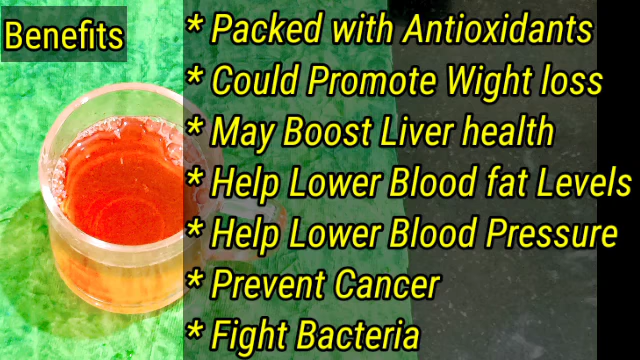 Benefits
* Packed with Antioxidants
* Could Promote Wight loss
* May Boost Liver health
* Help Lower Blood fat Levels
* Help Lower Blood Pressure
* Prevent Cancer
* Fight Bacteria